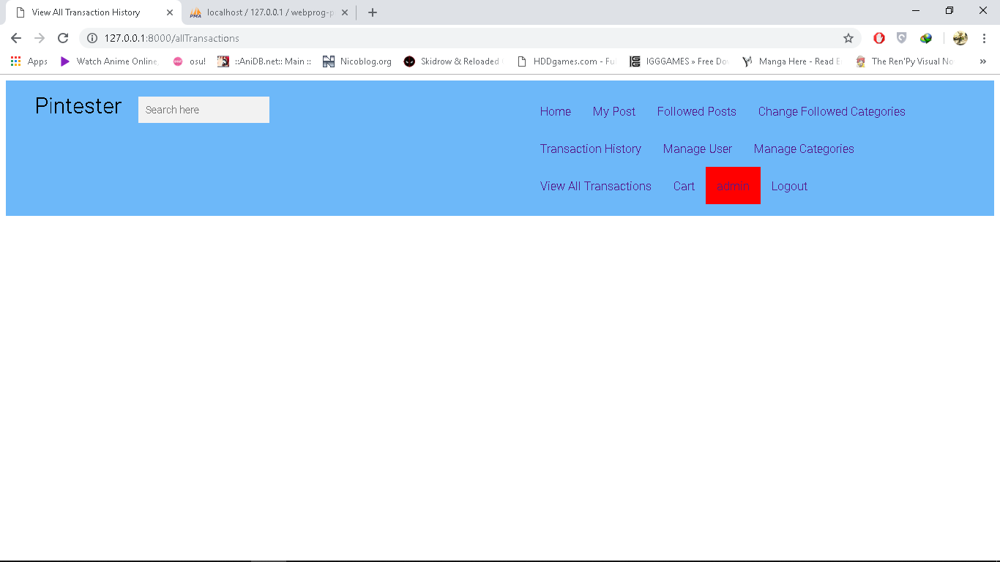 View All Transaction History
localhost / 127.0.0.1 / webprog-p
127.0.0.1:8000/allTransactions
Apps Watch Anime Online, osu! ::AniDB.net:: Main :: Nicoblog.org Skidrow & Reloaded HDDgames.com - Fu IGGGAMES » Free Do Manga Here - Read E The Ren'Py Visual No »
Pintester Search here
Home My Post Followed Posts Change Followed Categories
Transaction History Manage User Manage Categories
View All Transactions Cart admin Logout